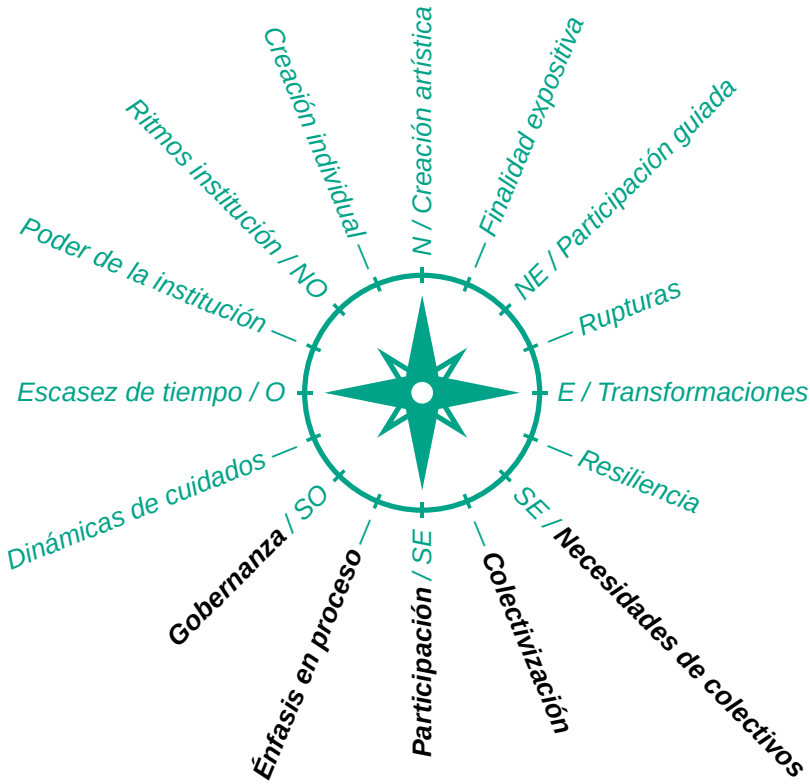 N / Creación artística
Finalidad expositiva
NE / Participación guiada
Rupturas
E / Transformaciones
Resiliencia
SE / Necesidades de colectivos
Colectivización
Participación / SE
Énfasis en proceso
Gobernanza / SO
Dinámicas de cuidados
Escasez de tiempo / O
Poder de la institución
Ritmos institución / NO
Creación individual